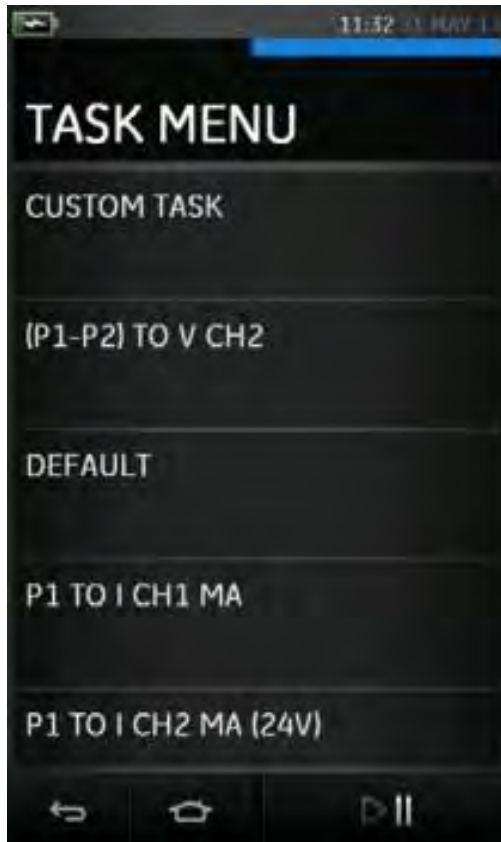 11:32
TASK MENU
CUSTOM TASK
(P1-P2) TO V CH2
DEFAULT
P1 TO I CH1 MA
P1 TO I CH2 MA (24V)